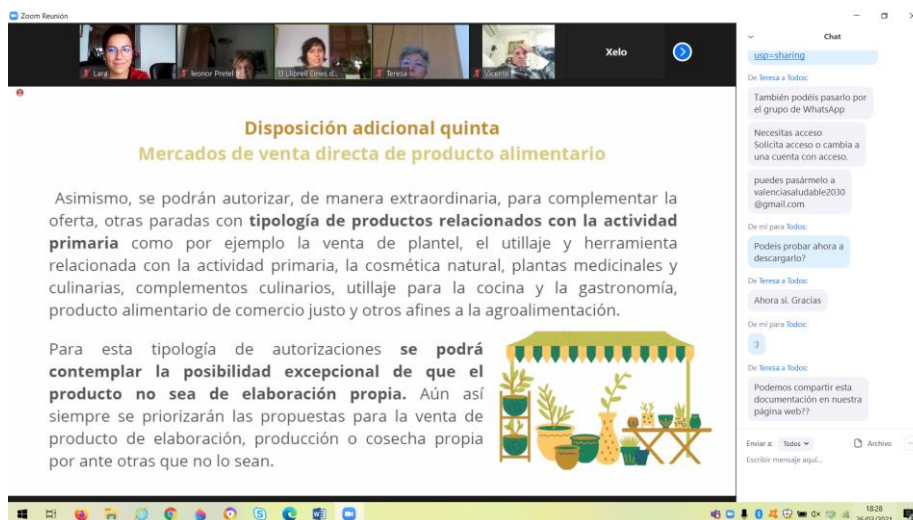 Zoom Reunión
Lara
leonor Pretel
El Llibrell Eines d...
Teresa
Vicente
Xelo
Disposición adicional quinta
Mercados de venta directa de producto alimentario
Asimismo, se podrán autorizar, de manera extraordinaria, para complementar la
oferta, otras paradas con tipología de productos relacionados con la actividad
primaria como por ejemplo la venta de plantel, el utillaje y herramienta
relacionada con la actividad primaria, la cosmética natural, plantas medicinales y
culinarias, complementos culinarios, utillaje para la cocina y la gastronomía,
producto alimentario de comercio justo y otros afines a la agroalimentación.
Para esta tipología de autorizaciones se podrá
contemplar la posibilidad excepcional de que el
producto no sea de elaboración propia. Aún así
siempre se priorizarán las propuestas para la venta de
producto de elaboración, producción o cosecha propia
por ante otras que no lo sean.
Chat
usp=sharing
De Teresa a Todos:
También podéis pasarlo por
el grupo de WhatsApp
Necesitas acceso
Solicita acceso o cambia a
una cuenta con acceso.
puedes pasármelo a
valenciasaludable2030
@gmail.com
De mí para Todos:
Podeis probar ahora a
descargarlo?
De Teresa a Todos:
Ahora sí. Gracias
De mí para Todos:
:)
De Teresa a Todos:
Podemos compartir esta
documentación en nuestra
página web??
Enviar a: Todos
Archivo
Escribir mensaje aquí...
18:28
26/03/2021